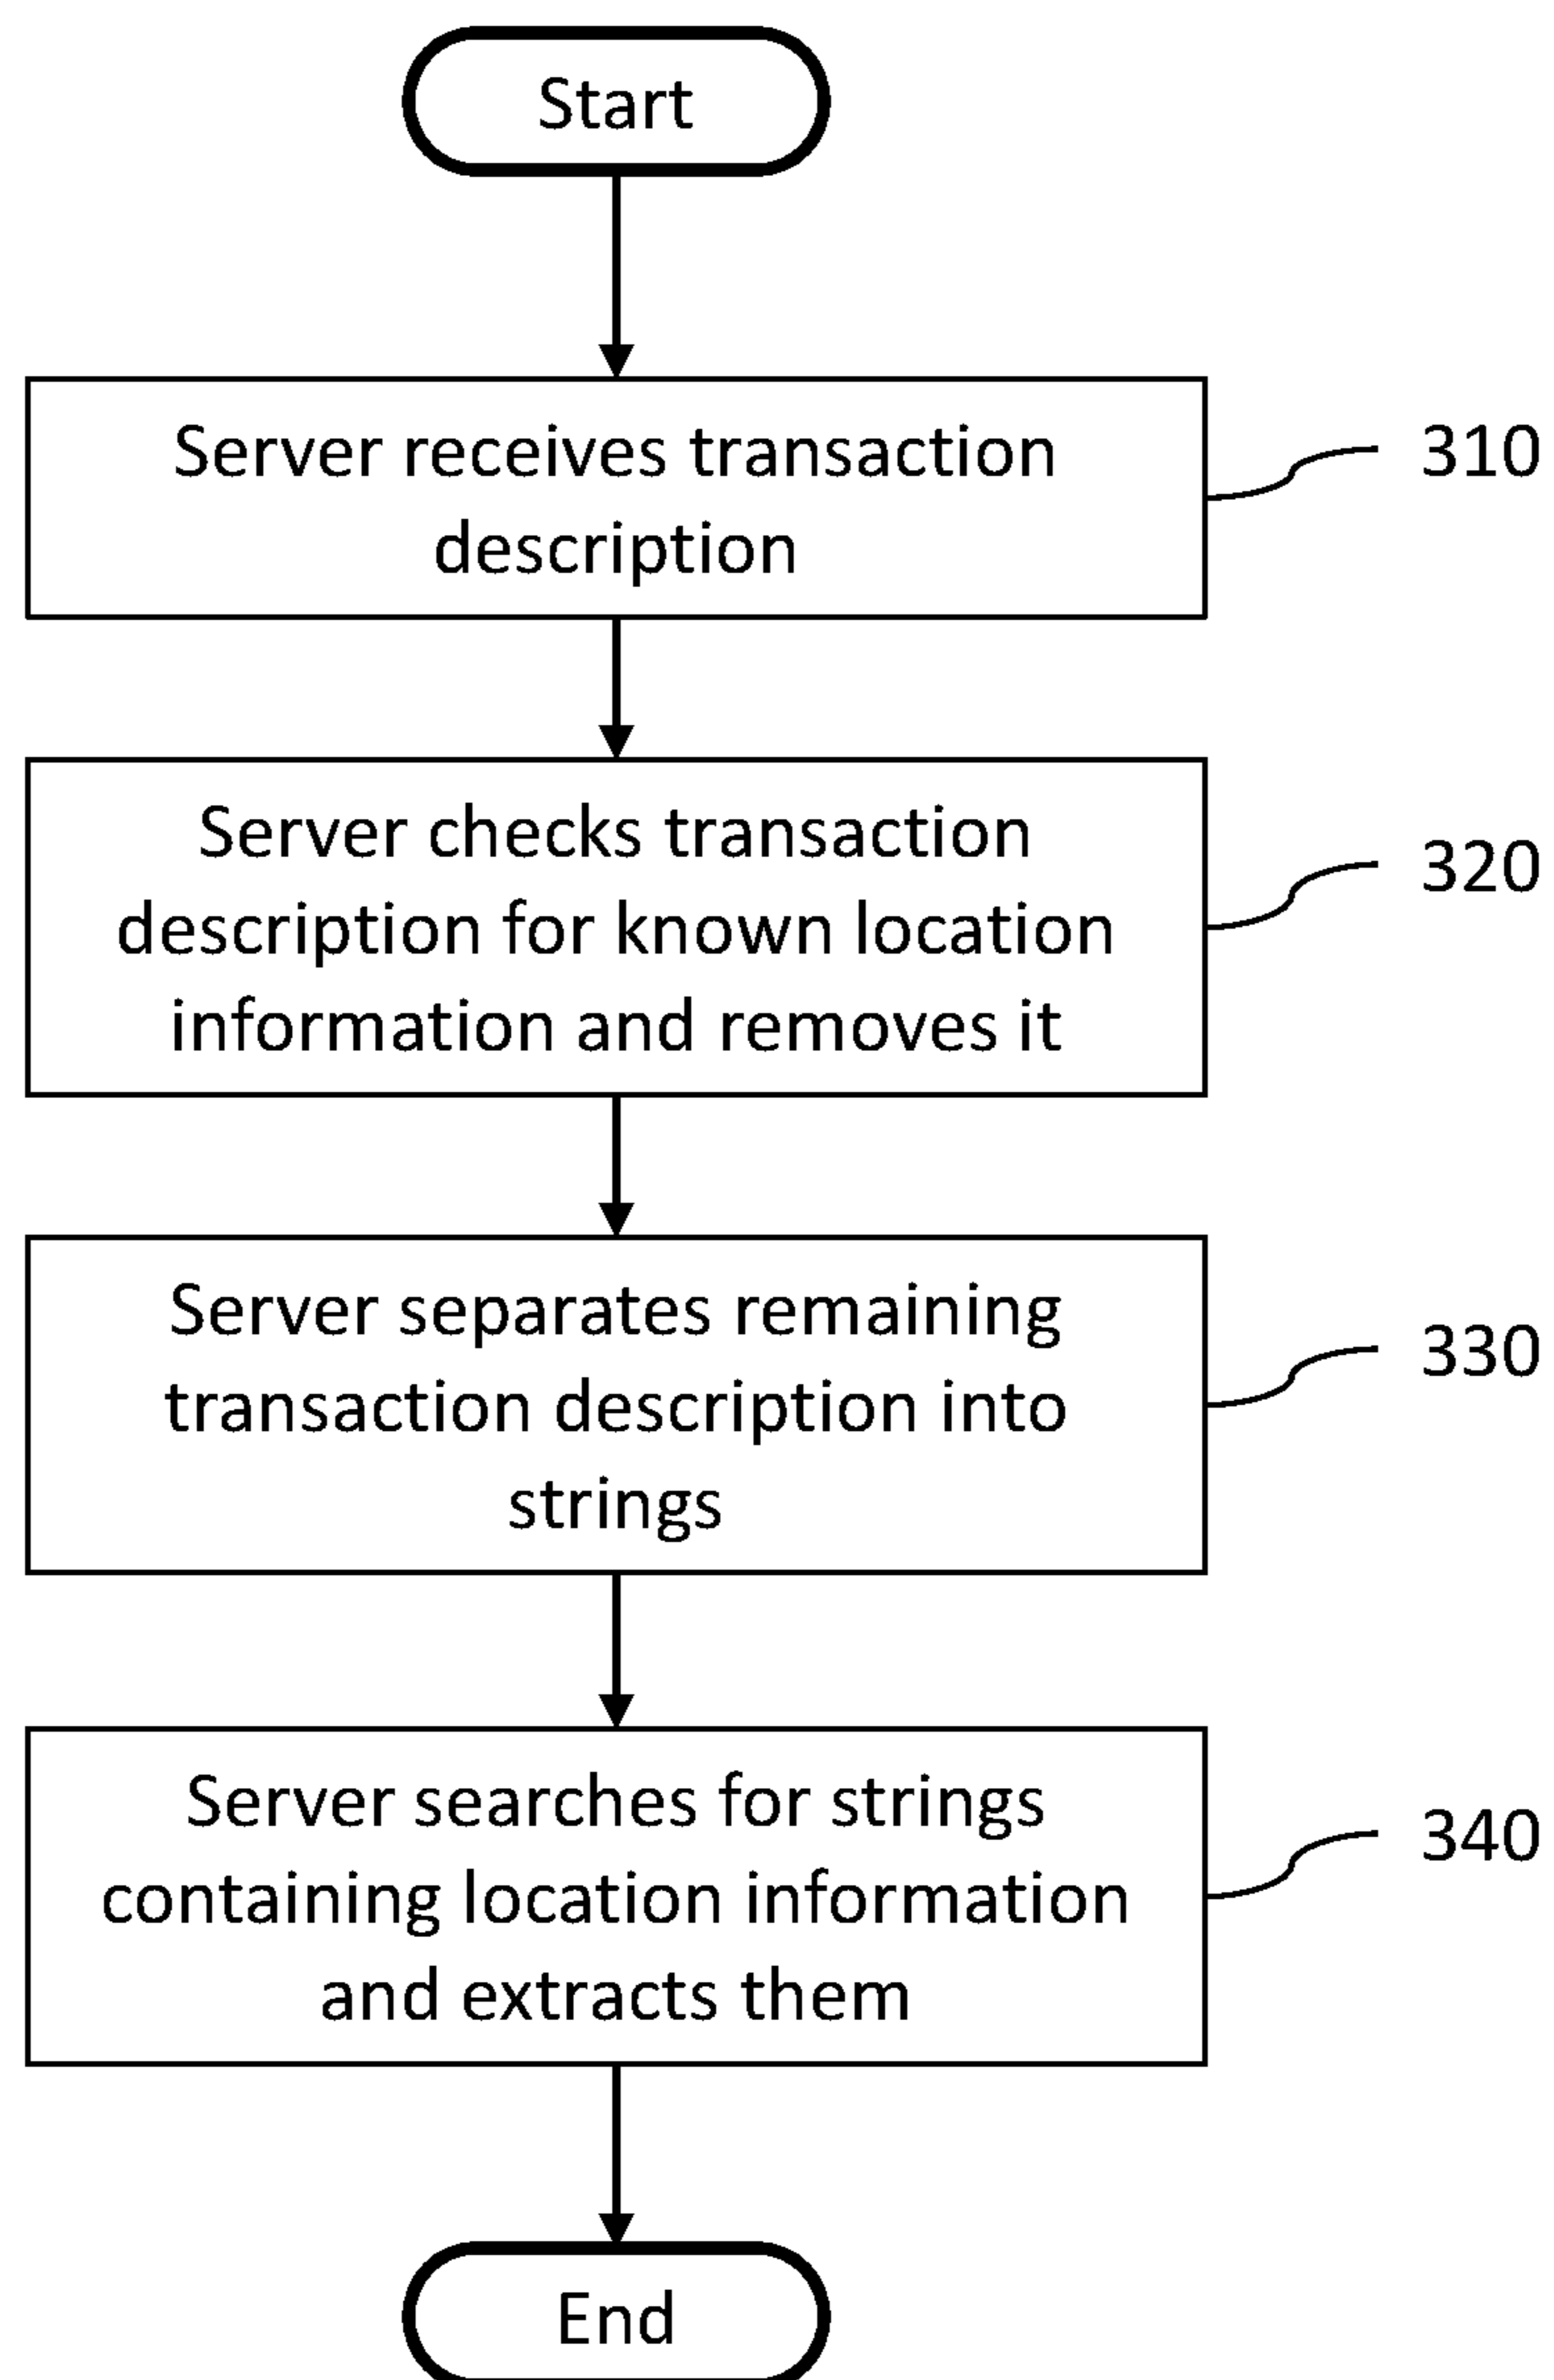 Start
Server receives transaction
description
310
Server checks transaction
description for known location
information and removes it
320
Server separates remaining
transaction description into
strings
330
Server searches for strings
containing location information
and extracts them
340
End